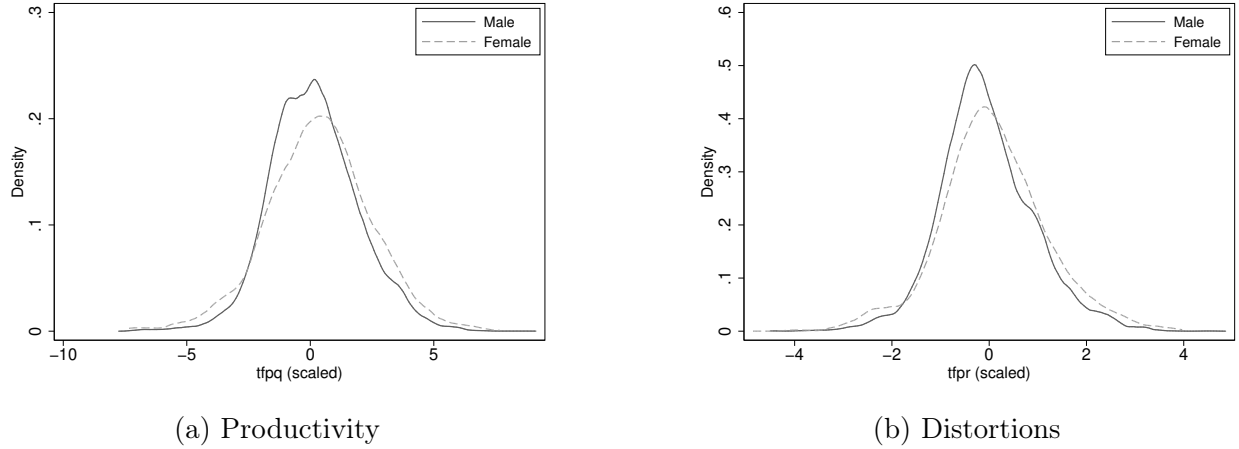 .3
.2
.1
0
Density
−10
−5
0
5
tfpq (scaled)
Male
Female
(a) Productivity
.6
.5
.4
.3
.2
.1
0
Density
−4
−2
0
2
4
tfpr (scaled)
Male
Female
(b) Distortions